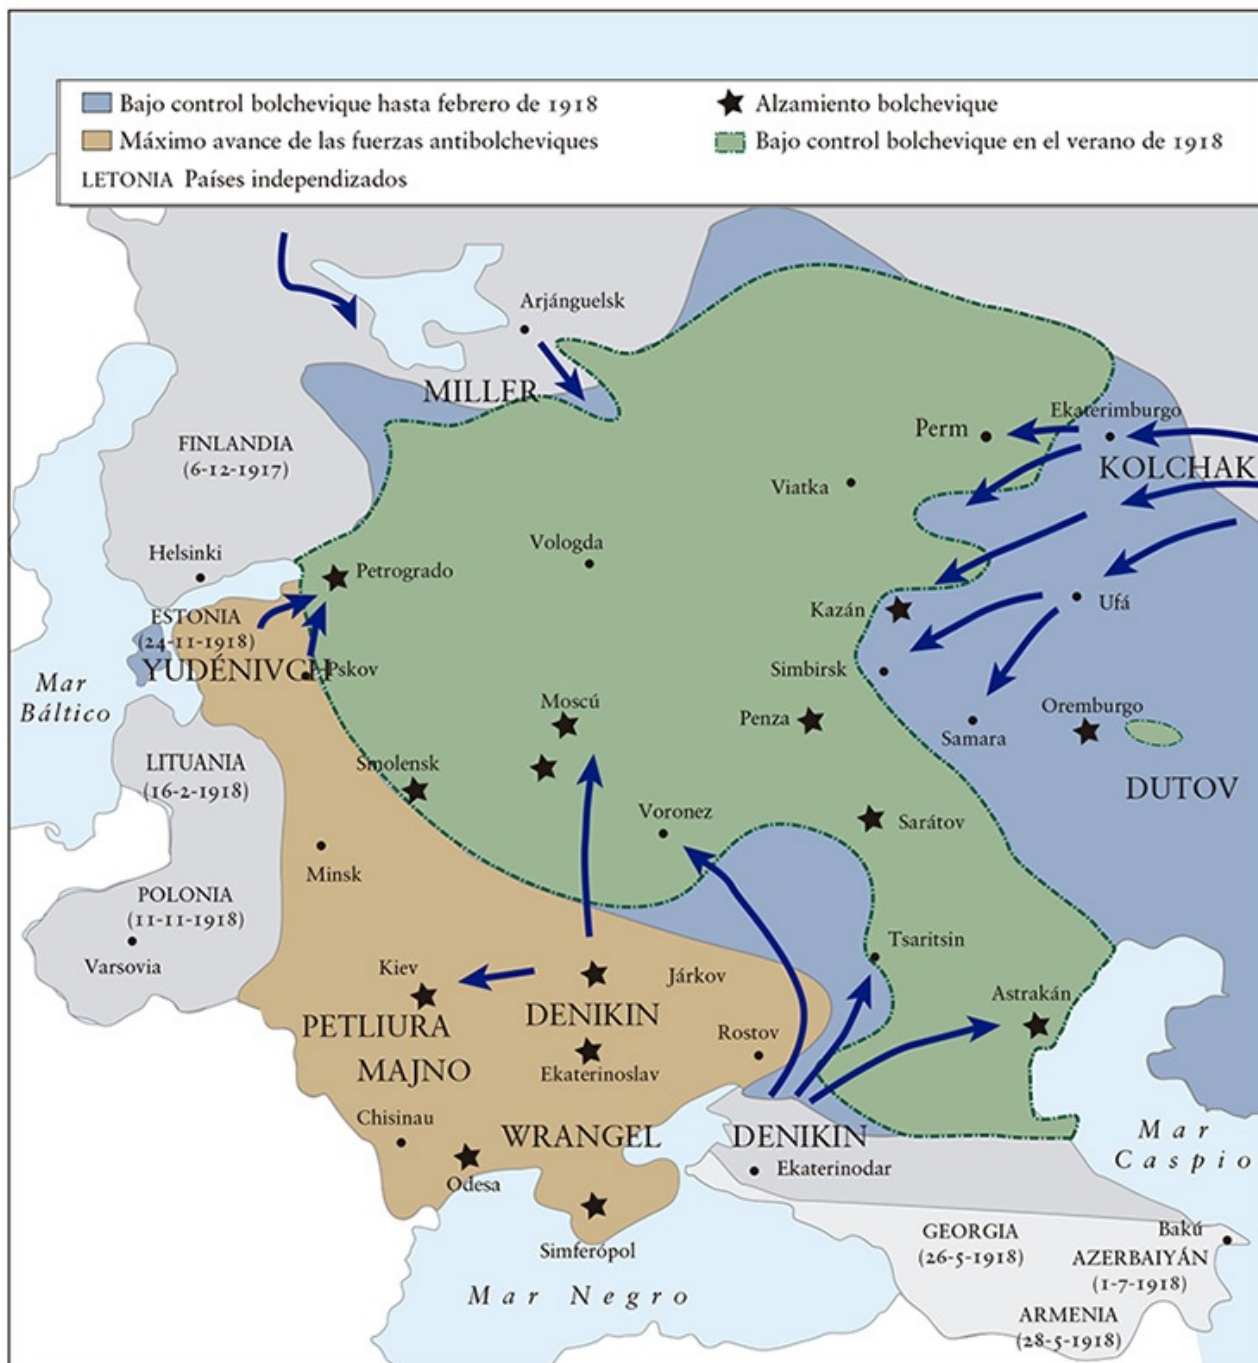 Bajo control bolchevique hasta febrero de 1918
Alzamiento bolchevique
Máximo avance de las fuerzas antibolcheviques
Bajo control bolchevique en el verano de 1918
LETONIA Países independizados
Arjánguelsk
MILLER
Ekaterimburgo
Perm
FINLANDIA
(6-12-1917)
KOLCHAK
Viatka
Vologda
Helsinki
Petrogrado
Ufá
ESTONIA
(24-11-1918)
Kazán
YUDÉNIVCH
Pskov
Simbirsk
Mar
Báltico
Moscú
Penza
Oremburgo
Samara
LITUANIA
(16-2-1918)
Smolensk
DUTOV
Voronez
Sarátov
Minsk
POLONIA
(11-11-1918)
Varsovia
Tsaritsin
Kiev
Járkov
Astrakán
PETLIURA
DENIKIN
Rostov
MAJNO
Ekaterinoslav
Chisinau
WRANGEL
DENIKIN
Mar
Caspio
Ekaterinodar
Odesa
GEORGIA
(26-5-1918)
Bakú
Simferópol
AZERBAIYÁN
(1-7-1918)
Mar Negro
ARMENIA
(28-5-1918)